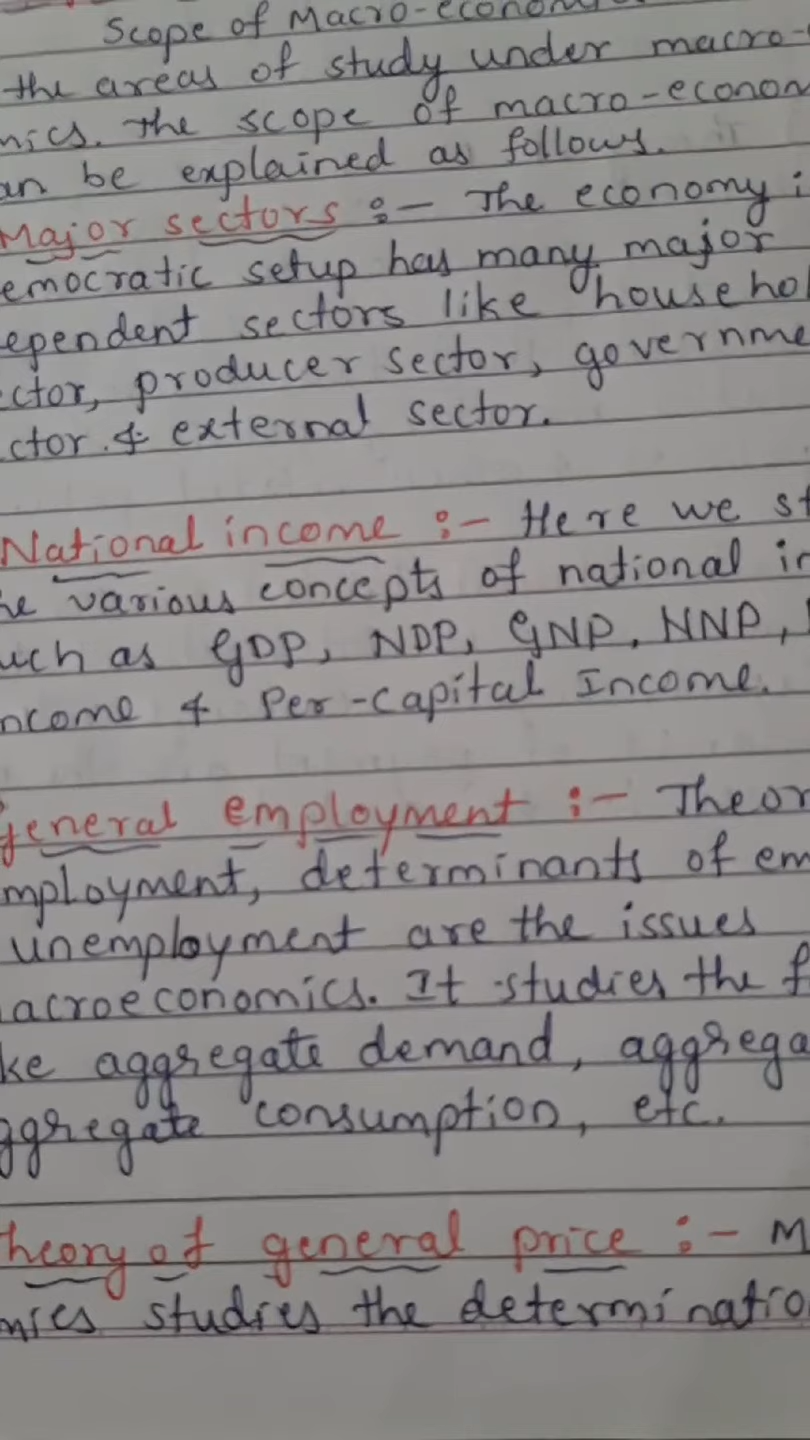 Scope of Macro-econom
the areas of study under macro-
mics. The scope of macro-econom
an be explained as follows.
Major sectors :- The economy i
emocratic setup has many major
ependent sectors like househol
ctor, producer sector, governme
ctor. & external sector.
National income :- Here we st
he various concepts of national in
uch as GDP, NDP, GNP, NNP,
ncome & Per-capital Income.
General employment :- Theor
mployment, determinants of em
unemployment are the issues
acroeconomics. It studies the f
ke aggregate demand, aggrega
ggregate consumption, etc.
heory of general price :- M
mics studies the determinatio